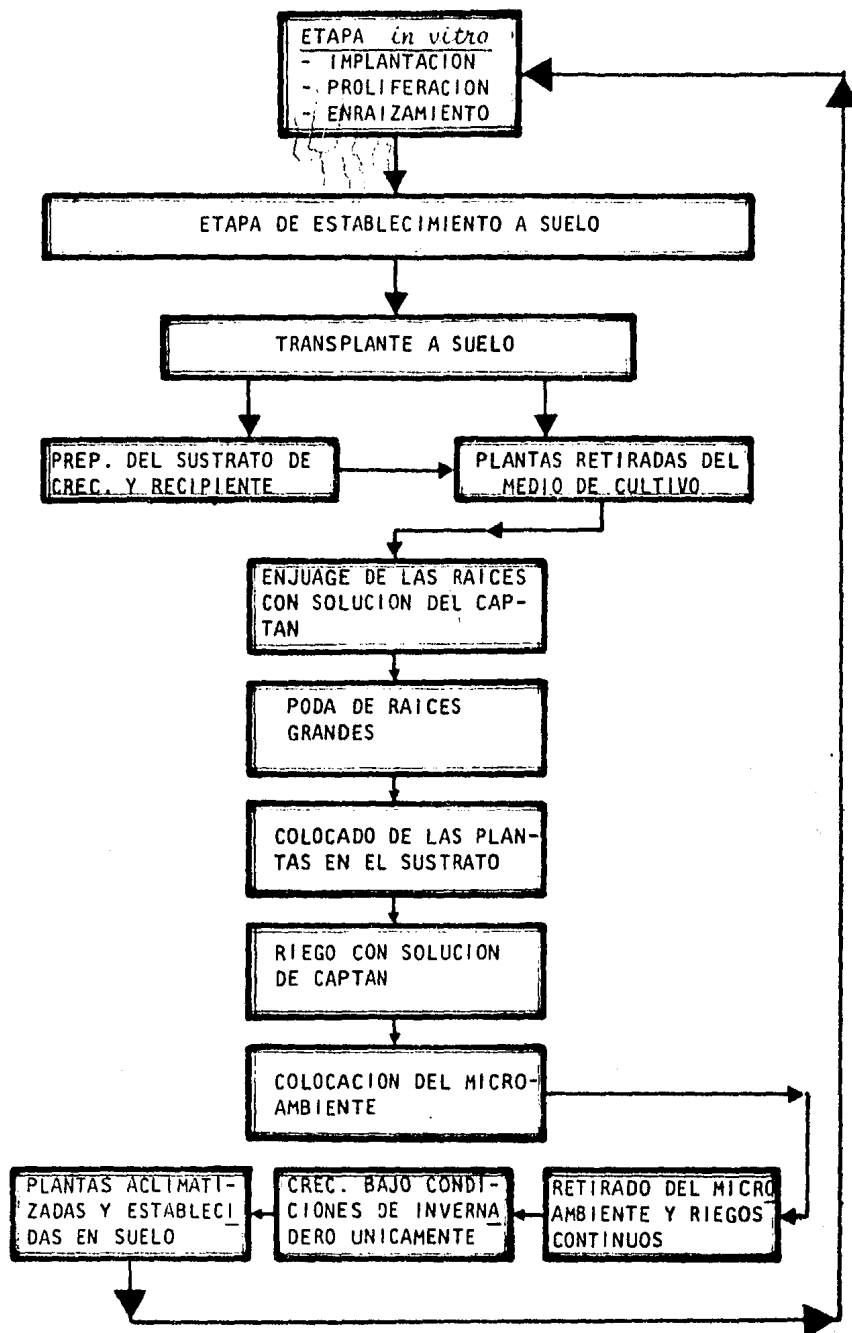 ETAPA in vitro
- IMPLANTACION
- PROLIFERACION
- ENRAIZAMIENTO
ETAPA DE ESTABLECIMIENTO A SUELO
TRANSPLANTE A SUELO
PREP. DEL SUSTRATO DE
CREC. Y RECIPIENTE
PLANTAS RETIRADAS DEL
MEDIO DE CULTIVO
ENJUAGE DE LAS RAICES
CON SOLUCION DEL CAP-
TAN
PODA DE RAICES
GRANDES
COLOCADO DE LAS PLAN-
TAS EN EL SUSTRATO
RIEGO CON SOLUCION
DE CAPTAN
COLOCACION DEL MICRO-
AMBIENTE
PLANTAS ACLIMATI-
ZADAS Y ESTABLECI
DAS EN SUELO
CREC. BAJO CONDI-
CIONES DE INVERNA
DERO UNICAMENTE
RETIRADO DEL MICRO
AMBIENTE Y RIEGOS
CONTINUOS